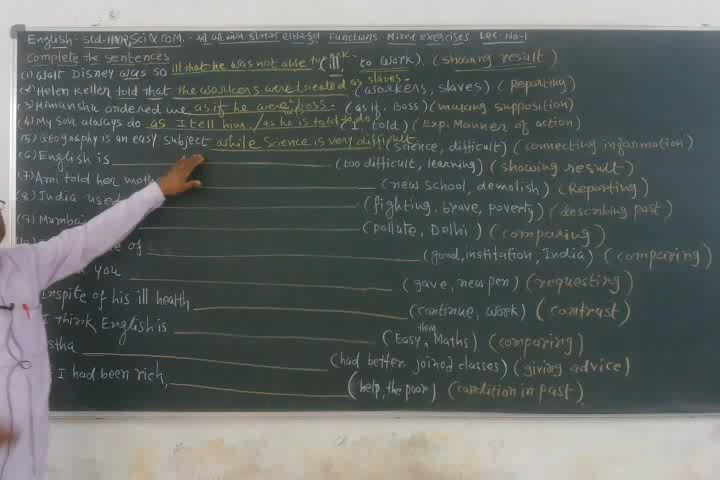 English - std-11/12, Sci & COM. - Functions Mixed exercises Lec. No-1
Complete the sentences
(1) Walt Disney was so ill that he was not able to work. (ill, to work). (showing result)
(2) Helen Keller told that the workers were treated as slaves. (workers, slaves) (Reporting)
(3) Himanshu ordered me as if he were boss. (as if, Boss) (making supposition)
(4) My son always do as I tell him. / as he is told to do (I, told) (Exp. Manner of action)
(5) Geography is an easy subject while Science is very difficult (science, difficult) (connecting information)
(6) English is (too difficult, learning) (showing result)
(7) Ami told her moth (new school, demolish) (Reporting)
(8) India used (fighting. brave, poverty) (describing past)
(9) Mumbai (pollute, Delhi) (comparing)
e of (good, institution, India) (comparing)
you (gave, new pen) (requesting)
Inspite of his ill health (continue, work) (contrast)
I think, English is (Easy, than Maths) (comparing)
stha (had better joined classes) (giving advice)
I had been rich, (help, the poor) (condition in past)